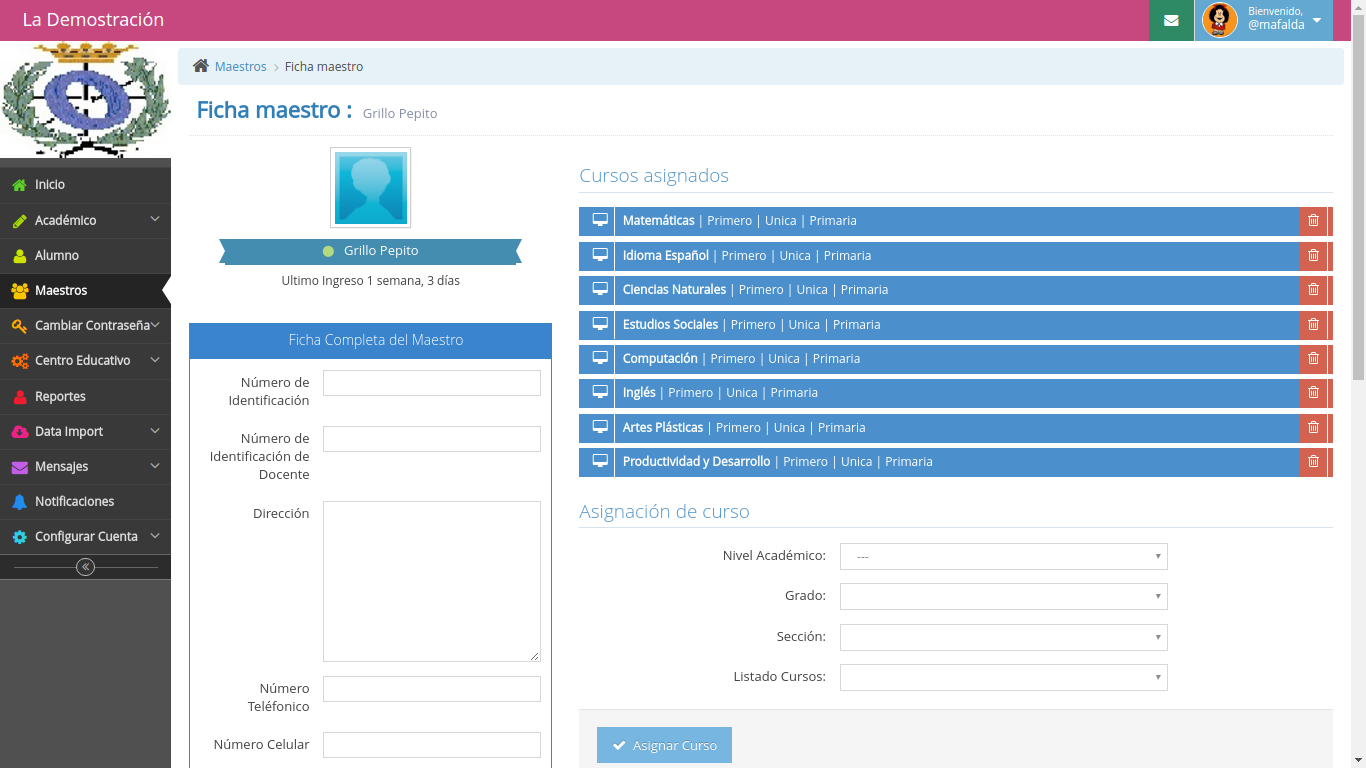 La Demostración
Bienvenido,
@mafalda
Maestros
Ficha maestro
Ficha maestro : Grillo Pepito
Inicio
Académico
Alumno
Maestros
Cambiar Contraseña
Centro Educativo
Reportes
Data Import
Mensajes
Notificaciones
Configurar Cuenta
Grillo Pepito
Ultimo Ingreso 1 semana, 3 días
Ficha Completa del Maestro
Número de
Identificación
Número de
Identificación de
Docente
Dirección
Número
Teléfonico
Número Celular
Cursos asignados
Matemáticas | Primero | Unica | Primaria
Idioma Español | Primero | Unica | Primaria
Ciencias Naturales | Primero | Unica | Primaria
Estudios Sociales | Primero | Unica | Primaria
Computación | Primero | Unica | Primaria
Inglés | Primero | Unica | Primaria
Artes Plásticas | Primero | Unica | Primaria
Productividad y Desarrollo | Primero | Unica | Primaria
Asignación de curso
Nivel Académico: ---
Grado:
Sección:
Listado Cursos:
Asignar Curso